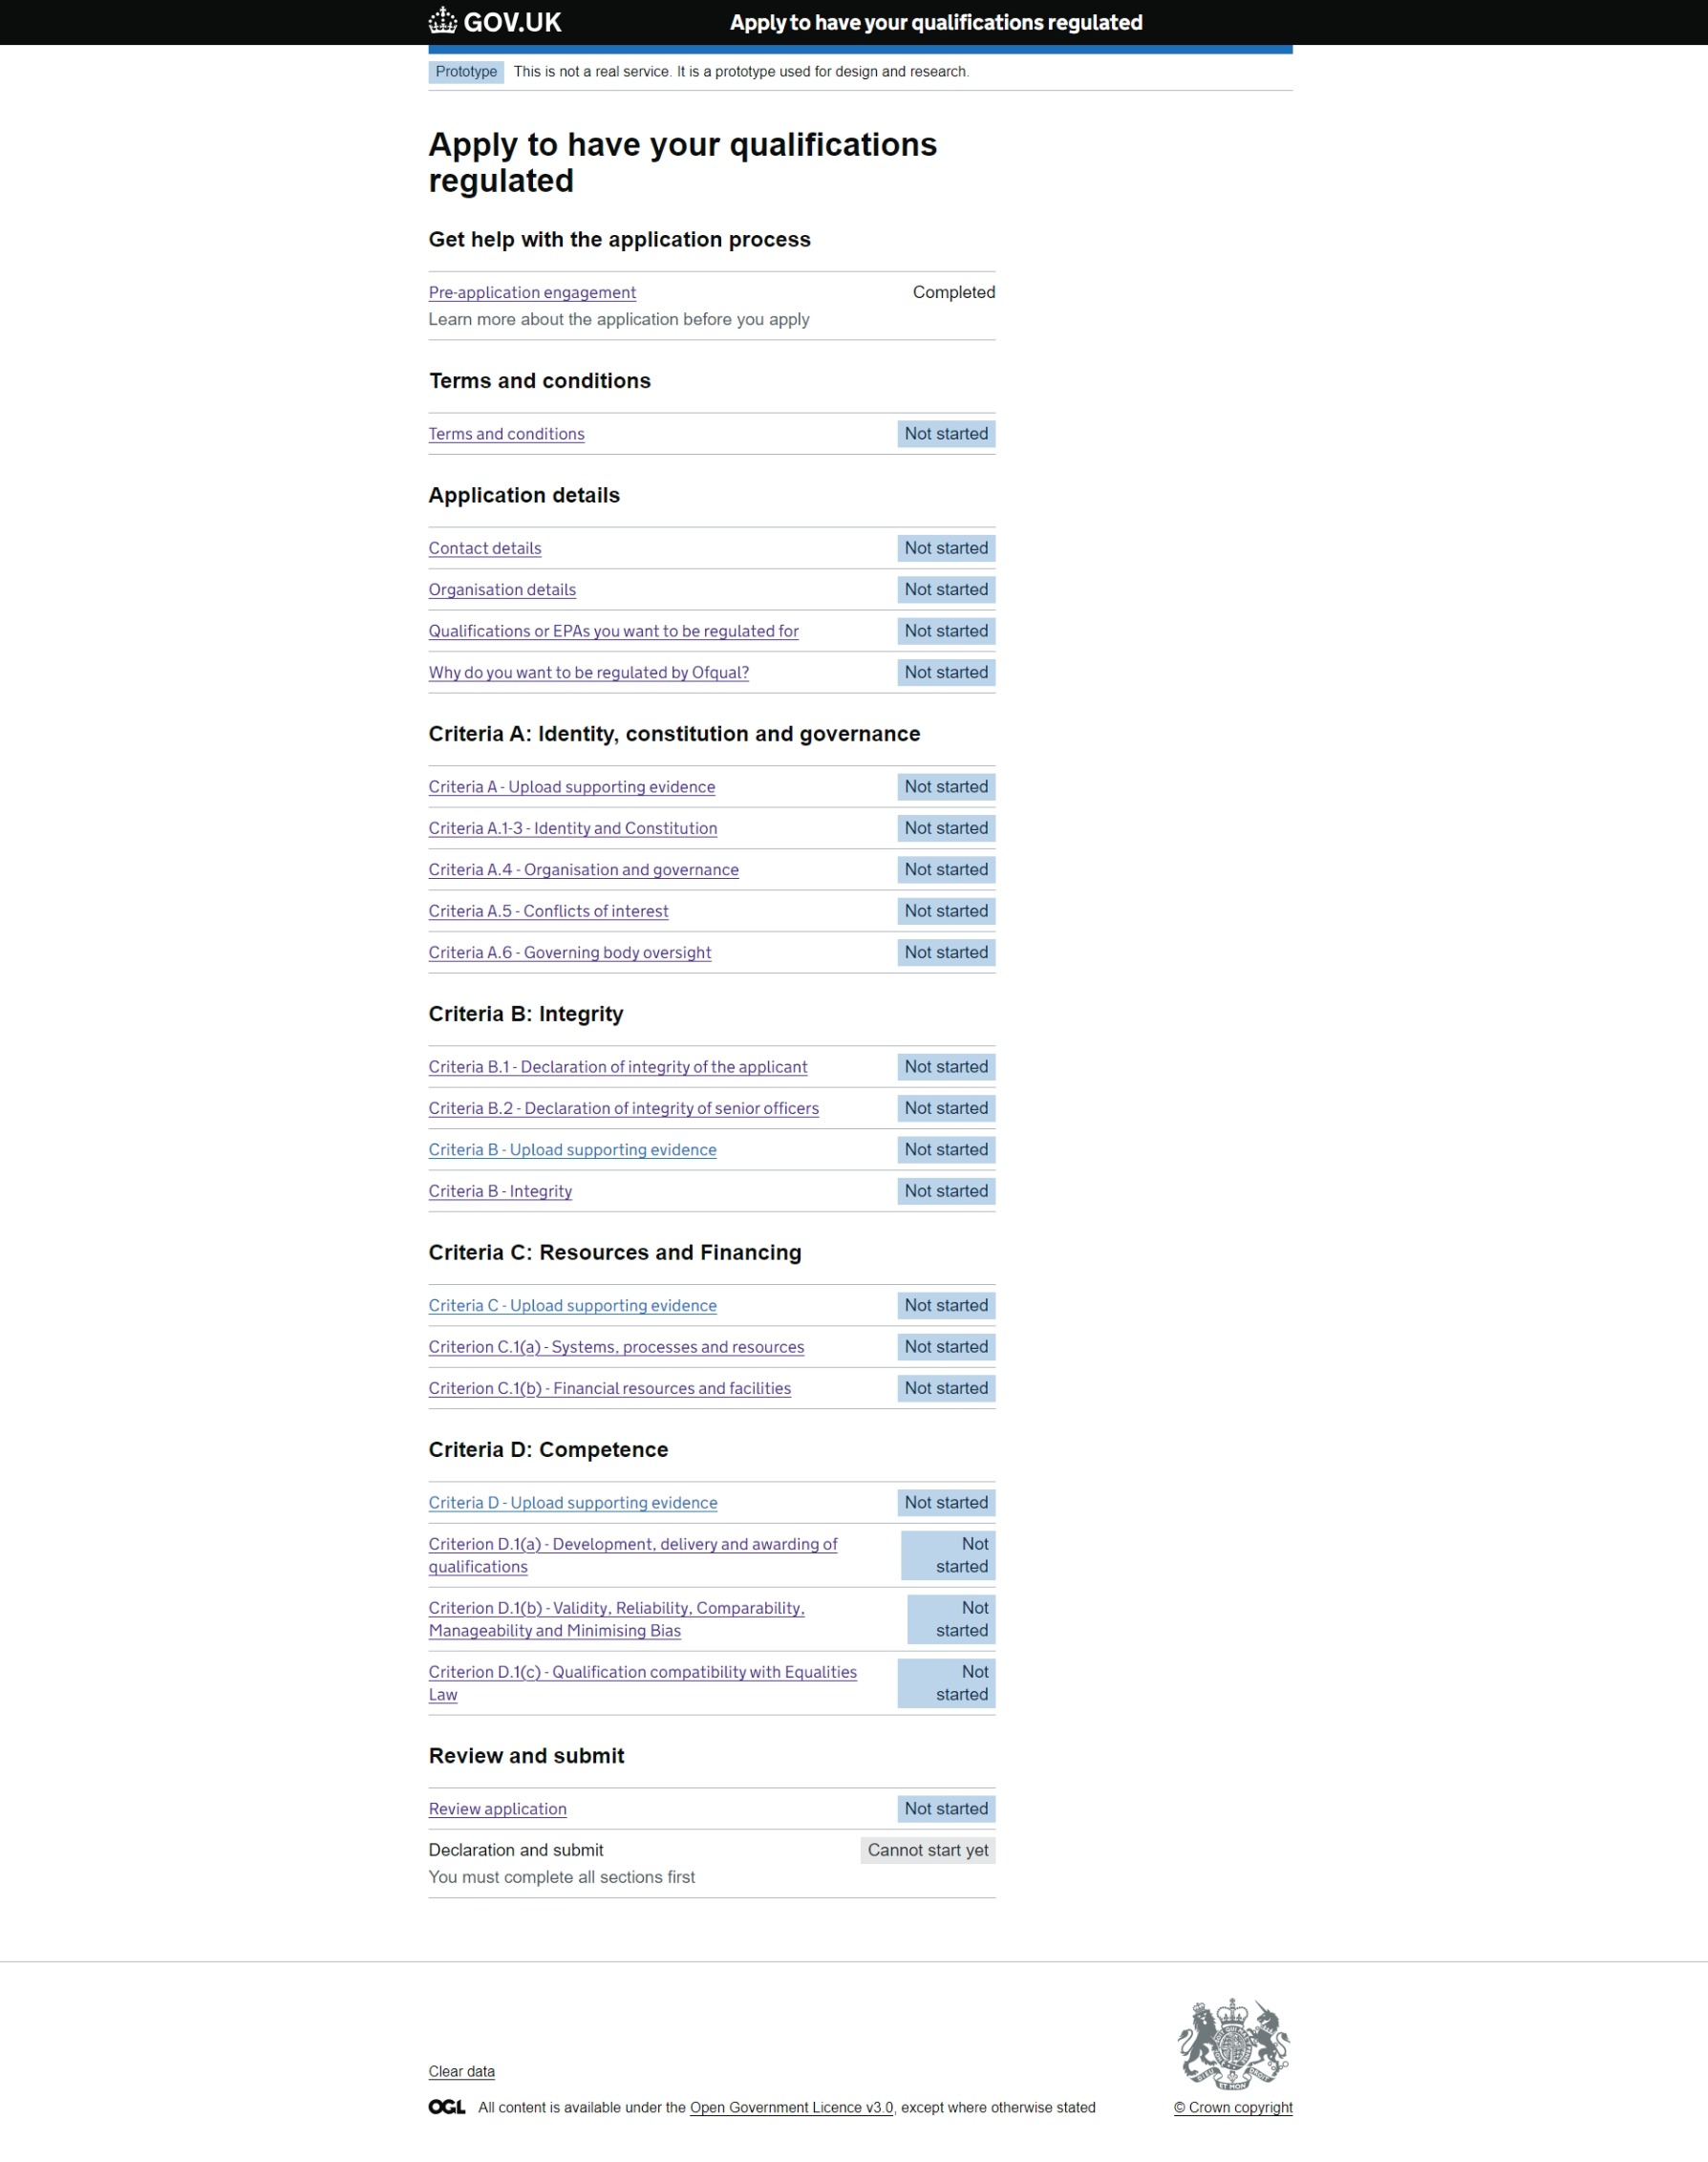 GOV.UK
Apply to have your qualifications regulated
Prototype This is not a real service. It is a prototype used for design and research.
Apply to have your qualifications
regulated
Get help with the application process
Pre-application engagement Completed
Learn more about the application before you apply
Terms and conditions
Terms and conditions Not started
Application details
Contact details Not started
Organisation details Not started
Qualifications or EPAs you want to be regulated for Not started
Why do you want to be regulated by Ofqual? Not started
Criteria A: Identity, constitution and governance
Criteria A - Upload supporting evidence Not started
Criteria A.1-3 - Identity and Constitution Not started
Criteria A.4 - Organisation and governance Not started
Criteria A.5 - Conflicts of interest Not started
Criteria A.6 - Governing body oversight Not started
Criteria B: Integrity
Criteria B.1 - Declaration of integrity of the applicant Not started
Criteria B.2 - Declaration of integrity of senior officers Not started
Criteria B - Upload supporting evidence Not started
Criteria B - Integrity Not started
Criteria C: Resources and Financing
Criteria C - Upload supporting evidence Not started
Criterion C.1(a) - Systems, processes and resources Not started
Criterion C.1(b) - Financial resources and facilities Not started
Criteria D: Competence
Criteria D - Upload supporting evidence Not started
Criterion D.1(a) - Development, delivery and awarding of Not
qualifications started
Criterion D.1(b) - Validity, Reliability, Comparability, Not
Manageability and Minimising Bias started
Criterion D.1(c) - Qualification compatibility with Equalities Not
Law started
Review and submit
Review application Not started
Declaration and submit Cannot start yet
You must complete all sections first
Clear data
OGL All content is available under the Open Government Licence v3.0, except where otherwise stated
© Crown copyright